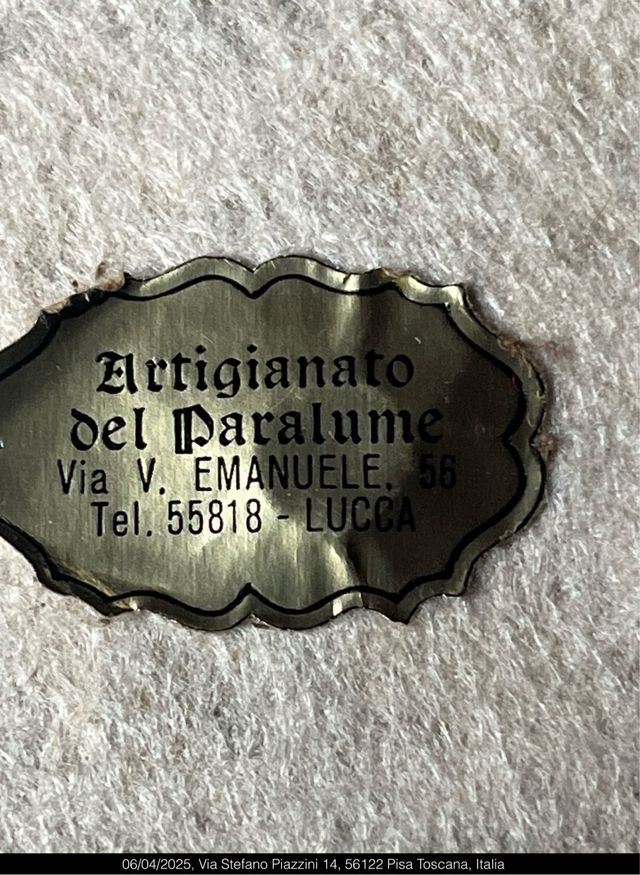 Artigianato
del Paralume
Via V. EMANUELE, 56
Tel. 55818 - LUCCA
06/04/2025, Via Stefano Piazzini 14, 56122 Pisa Toscana, Italia